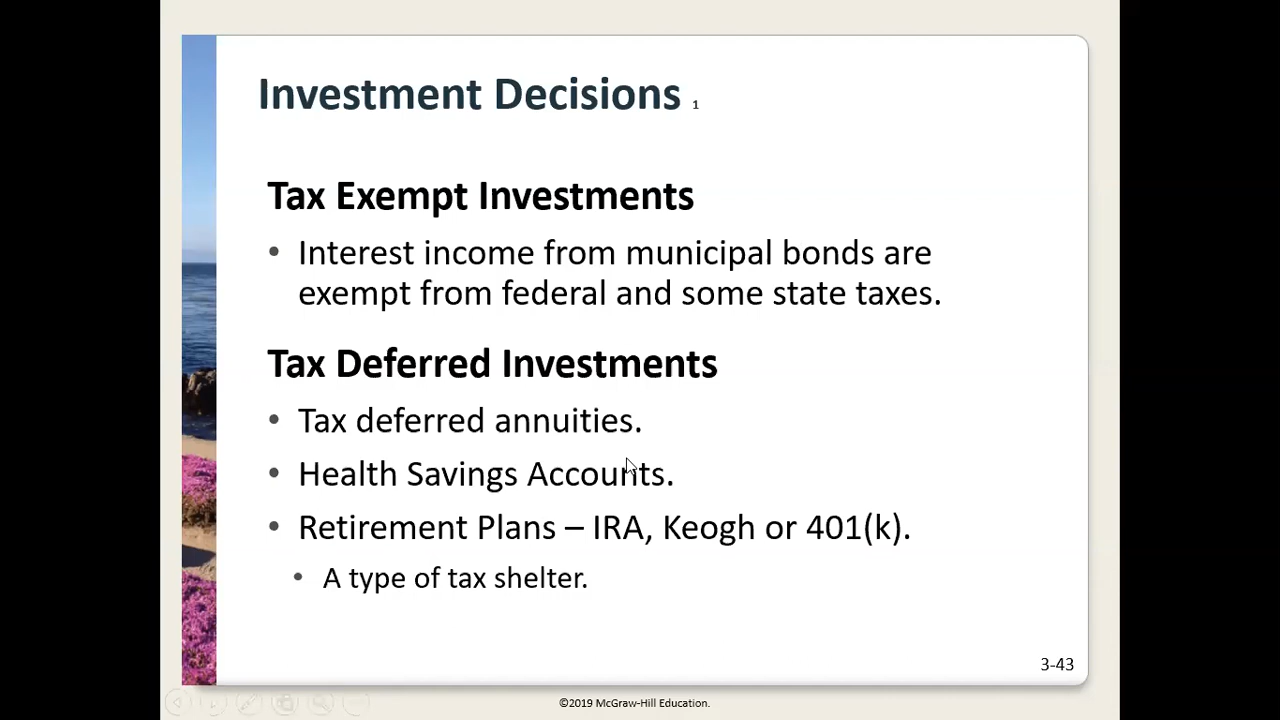 Investment Decisions 1
Tax Exempt Investments
• Interest income from municipal bonds are
exempt from federal and some state taxes.
Tax Deferred Investments
• Tax deferred annuities.
• Health Savings Accounts.
• Retirement Plans – IRA, Keogh or 401(k).
• A type of tax shelter.
3-43
©2019 McGraw-Hill Education.